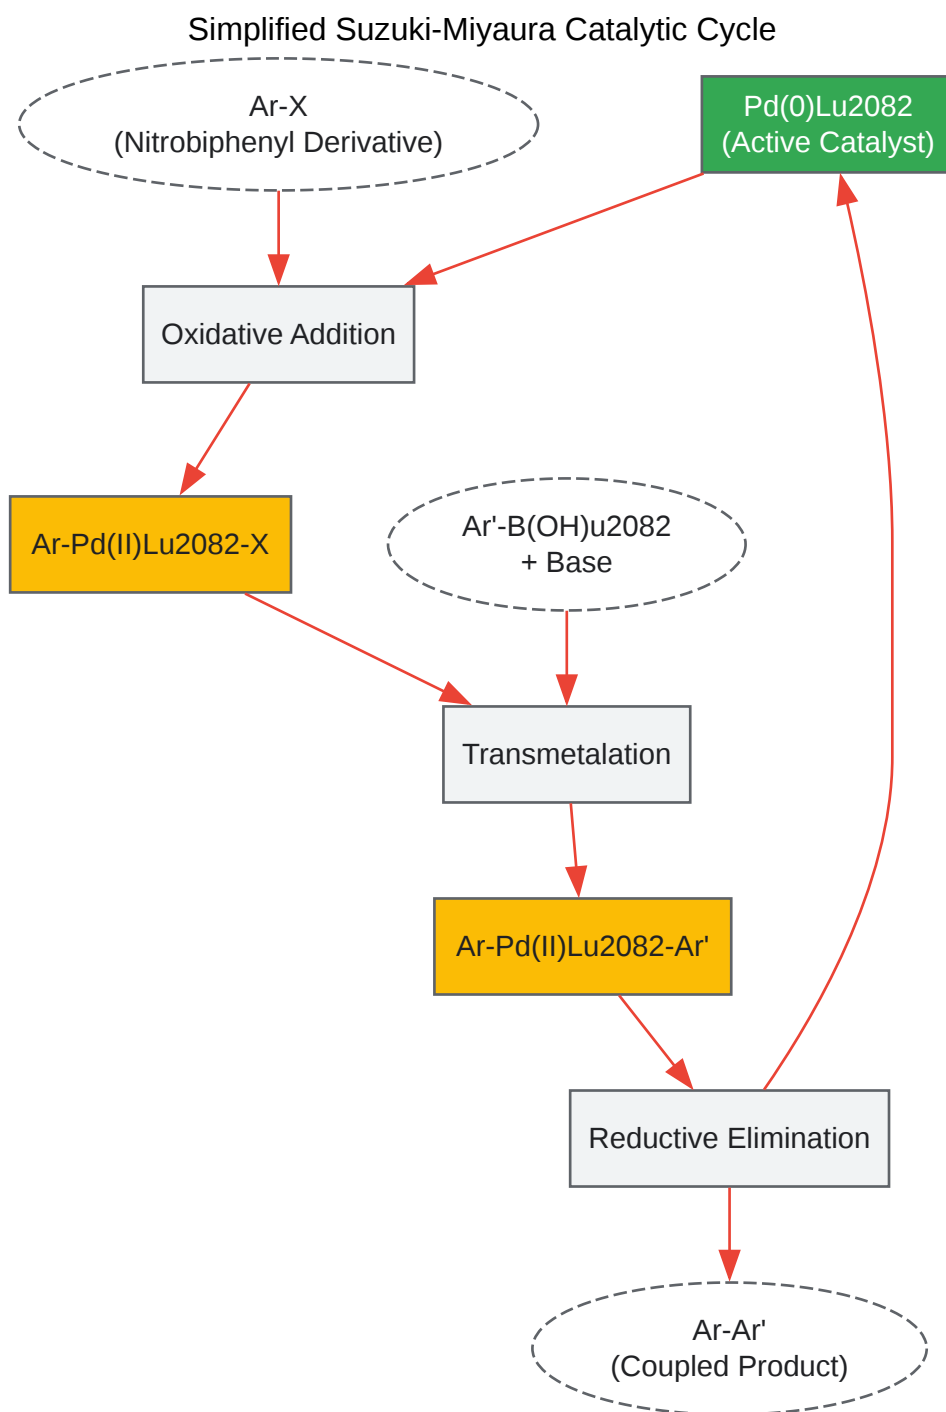 Simplified Suzuki-Miyaura Catalytic Cycle
Ar-X
(Nitrobiphenyl Derivative)
Pd(0)Lu2082
(Active Catalyst)
Oxidative Addition
Ar-Pd(II)Lu2082-X
Ar'-B(OH)u2082
+ Base
Transmetalation
Ar-Pd(II)Lu2082-Ar'
Reductive Elimination
Ar-Ar'
(Coupled Product)